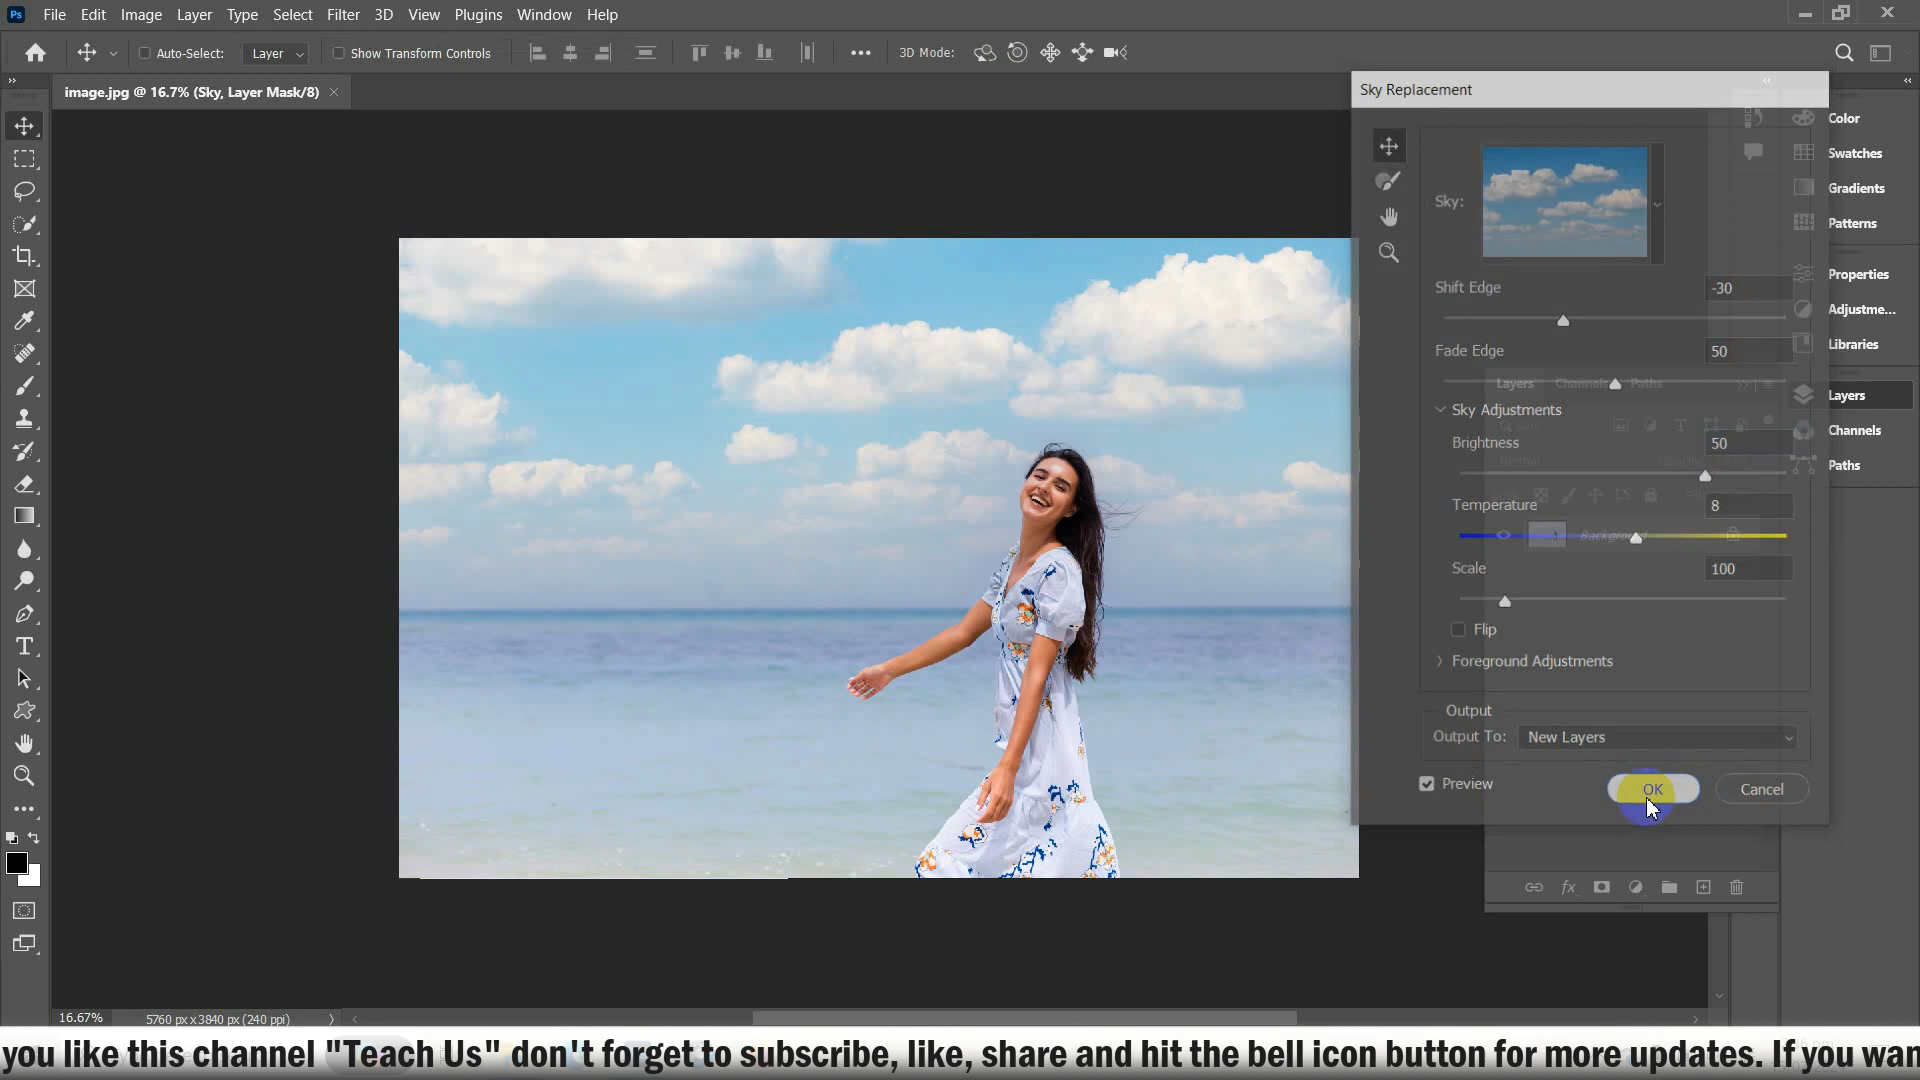 Ps File Edit Image Layer Type Select Filter 3D View Plugins Window Help
Auto-Select: Layer Show Transform Controls 3D Mode:
image.jpg @ 16.7% (Sky, Layer Mask/8)
Sky Replacement
Sky:
Shift Edge -30
Fade Edge 50
Layers Channels Paths
Sky Adjustments
Brightness 50
Temperature 8
Background
Scale 100
Flip
Foreground Adjustments
Output
Output To: New Layers
Preview OK Cancel
fx
Color
Swatches
Gradients
Patterns
Properties
Adjustme...
Libraries
Layers
Channels
Paths
16.67% 5760 px x 3840 px (240 ppi)
you like this channel "Teach Us" don't forget to subscribe, like, share and hit the bell icon button for more updates. If you wan